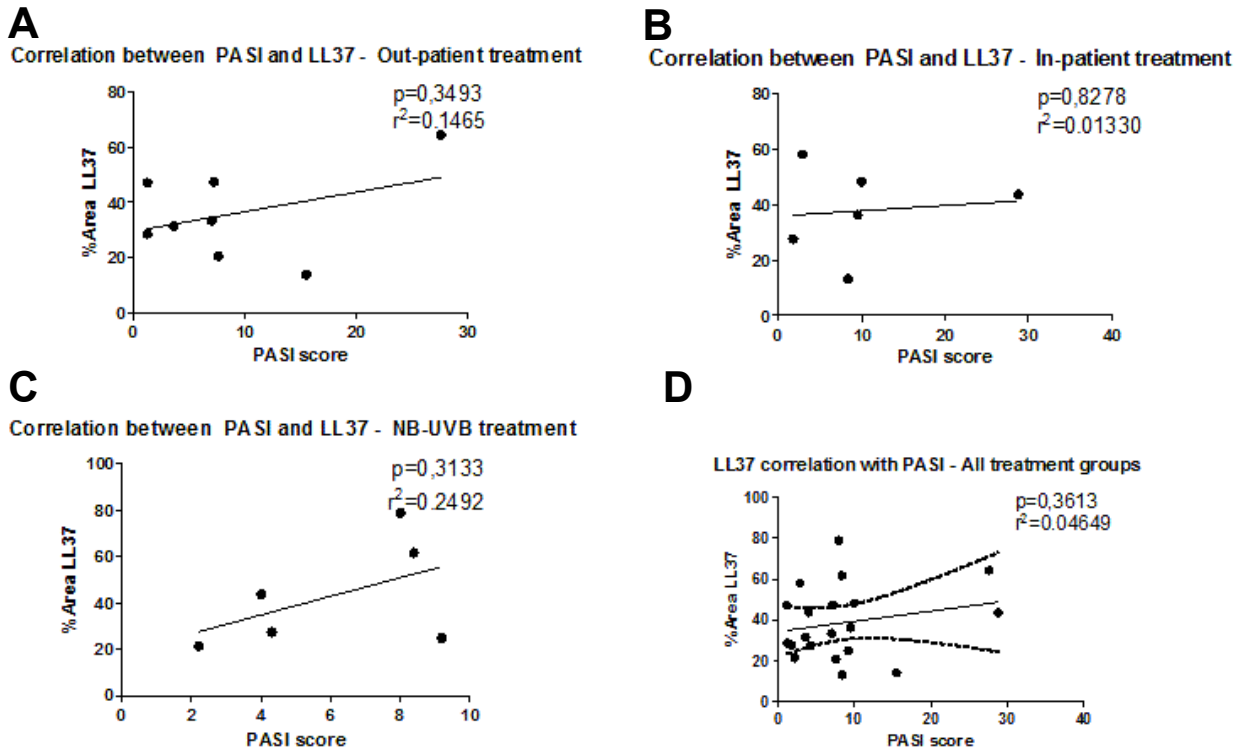 A
Correlation between PASI and LL37 - Out-patient treatment
p=0,3493
r²=0.1465
80
60
40
20
0
%Area LL37
0 10 20 30
PASI score
B
Correlation between PASI and LL37 - In-patient treatment
p=0,8278
r²=0.01330
80
60
40
20
0
%Area LL37
0 10 20 30 40
PASI score
C
Correlation between PASI and LL37 - NB-UVB treatment
p=0,3133
r²=0.2492
100
80
60
40
20
0
%Area LL37
0 2 4 6 8 10
PASI score
D
LL37 correlation with PASI - All treatment groups
p=0,3613
r²=0.04649
100
80
60
40
20
0
%Area LL37
0 10 20 30 40
PASI score